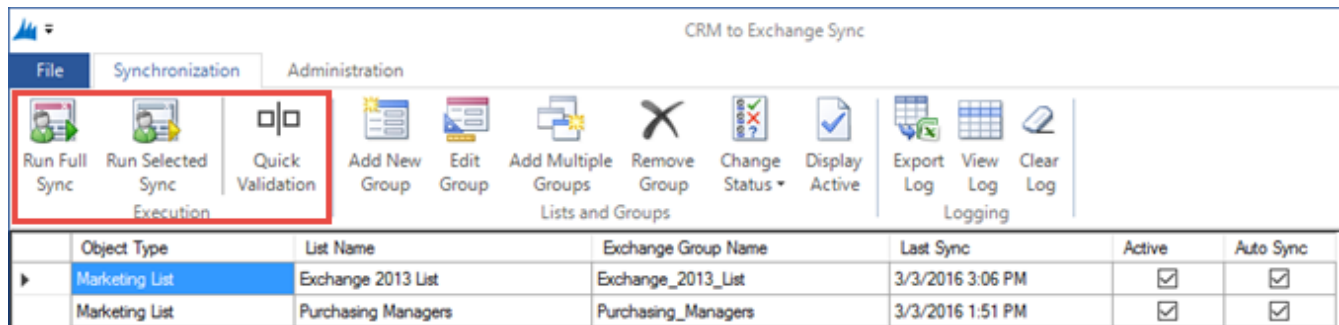 CRM to Exchange Sync
File Synchronization Administration
Run Full Run Selected Quick Add New Edit Add Multiple Remove Change Display Export View Clear
Sync Sync Validation Group Group Groups Group Status Active Log Log Log
Execution Lists and Groups Logging
Object Type List Name Exchange Group Name Last Sync Active Auto Sync
Marketing List Exchange 2013 List Exchange_2013_List 3/3/2016 3:06 PM
Marketing List Purchasing Managers Purchasing_Managers 3/3/2016 1:51 PM